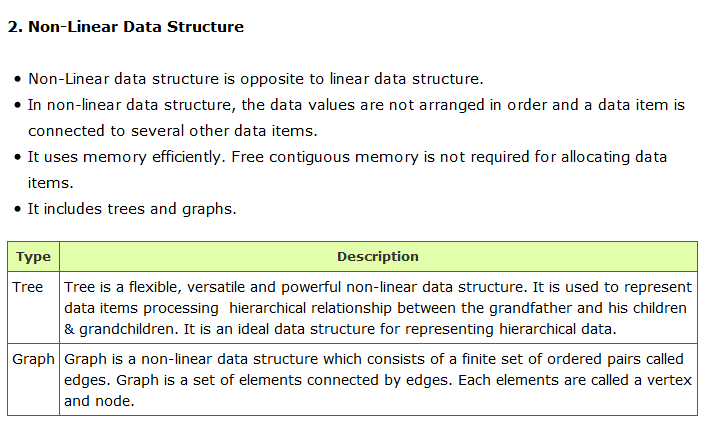 2. Non-Linear Data Structure
• Non-Linear data structure is opposite to linear data structure.
• In non-linear data structure, the data values are not arranged in order and a data item is
connected to several other data items.
• It uses memory efficiently. Free contiguous memory is not required for allocating data
items.
• It includes trees and graphs.
Type Description
Tree Tree is a flexible, versatile and powerful non-linear data structure. It is used to represent
data items processing  hierarchical relationship between the grandfather and his children
& grandchildren. It is an ideal data structure for representing hierarchical data.
Graph Graph is a non-linear data structure which consists of a finite set of ordered pairs called
edges. Graph is a set of elements connected by edges. Each elements are called a vertex
and node.